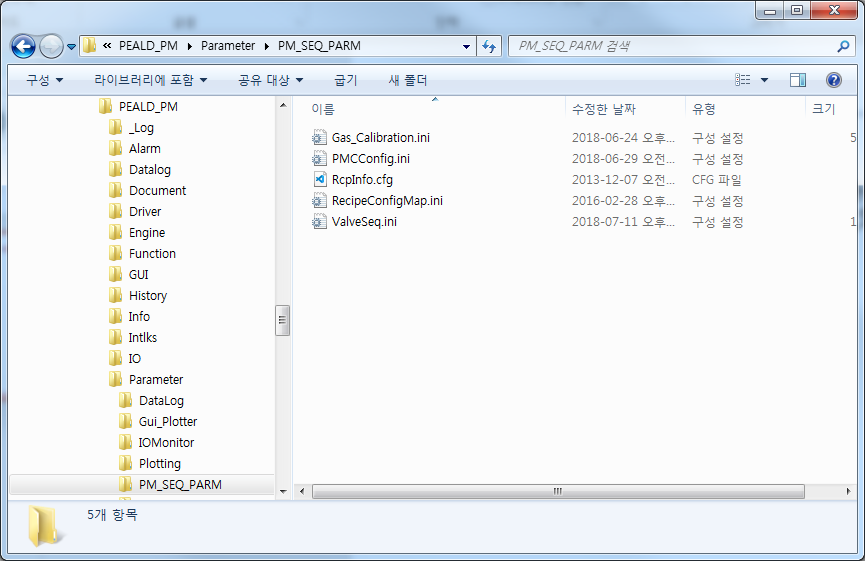 « PEALD_PM ▸ Parameter ▸ PM_SEQ_PARM
PM_SEQ_PARM 검색
구성 라이브러리에 포함 공유 대상 굽기 새 폴더
PEALD_PM
_Log
Alarm
Datalog
Document
Driver
Engine
Function
GUI
History
Info
Intlks
IO
Parameter
DataLog
Gui_Plotter
IOMonitor
Plotting
PM_SEQ_PARM
이름 수정한 날짜 유형 크기
Gas_Calibration.ini 2018-06-24 오후... 구성 설정 5
PMCConfig.ini 2018-06-29 오전... 구성 설정
RcpInfo.cfg 2013-12-07 오전... CFG 파일
RecipeConfigMap.ini 2016-02-28 오후... 구성 설정
ValveSeq.ini 2018-07-11 오후... 구성 설정 1
5개 항목